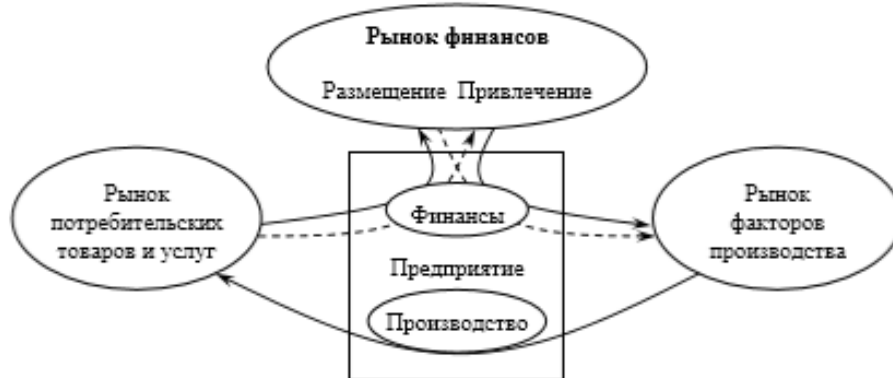 Рынок финансов
Размещение Привлечение
Рынок
потребительских
товаров и услуг
Финансы
Предприятие
Производство
Рынок
факторов
производства